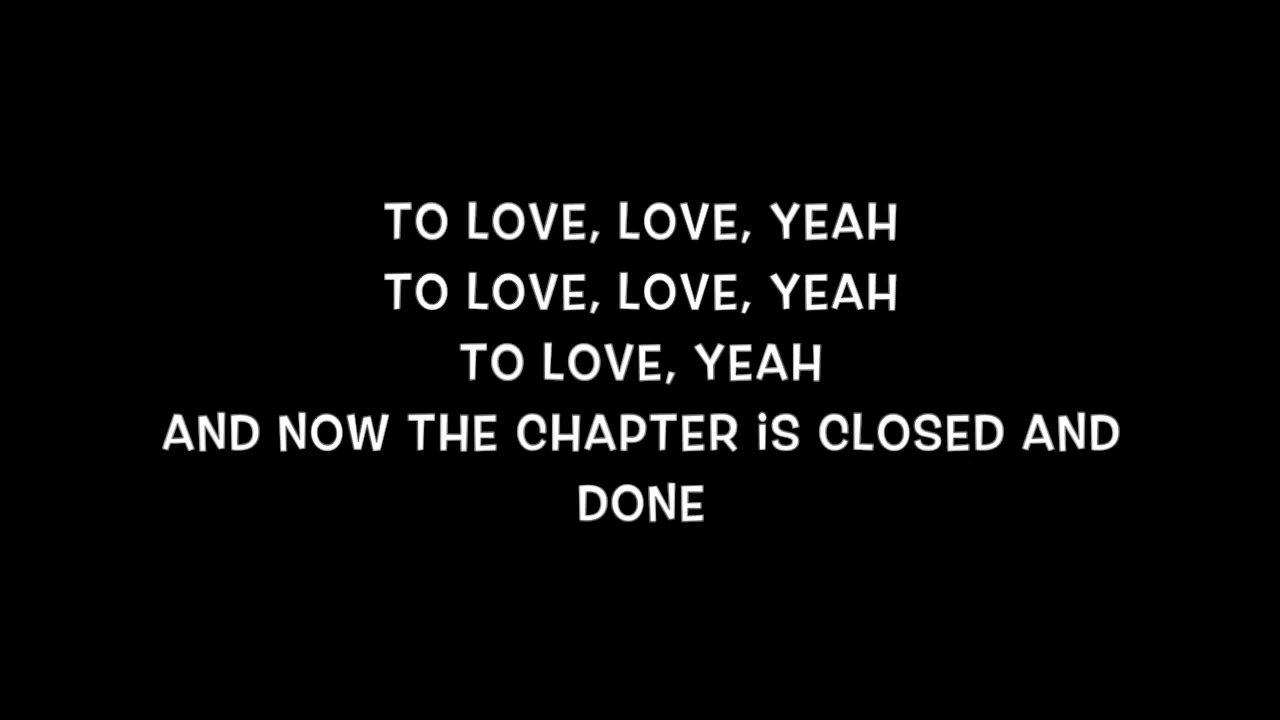 TO LOVE, LOVE, YEAH
TO LOVE, LOVE, YEAH
TO LOVE, YEAH
AND NOW THE CHAPTER iS CLOSED AND
DONE